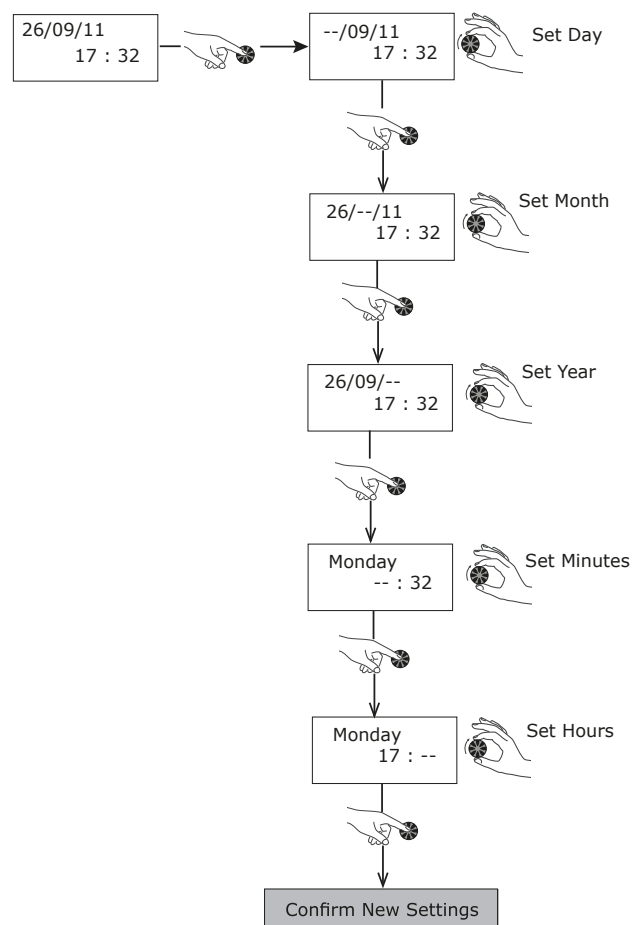 26/09/11
17 : 32
--/09/11
17 : 32
Set Day
26/--/11
17 : 32
Set Month
26/09/--
17 : 32
Set Year
Monday
-- : 32
Set Minutes
Monday
17 : --
Set Hours
Confirm New Settings